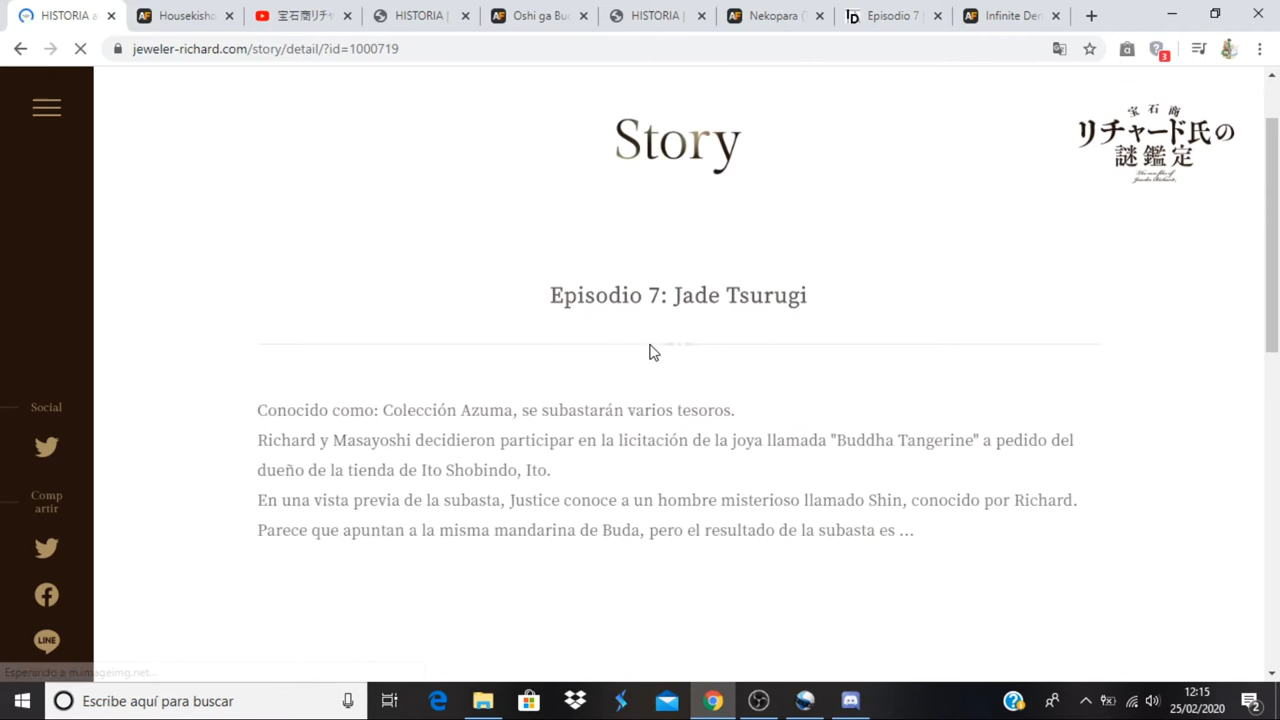 HISTORIA a
Housekisho
宝石商リチャ
HISTORIA |
Oshi ga Bud
HISTORIA |
Nekopara (T
Episodio 7
Infinite Den
jeweler-richard.com/story/detail/?id=1000719
3
Story
宝石商
リチャード氏の
謎鑑定
Episodio 7: Jade Tsurugi
Conocido como: Colección Azuma, se subastarán varios tesoros.
Richard y Masayoshi decidieron participar en la licitación de la joya llamada "Buddha Tangerine" a pedido del
dueño de la tienda de Ito Shobindo, Ito.
En una vista previa de la subasta, Justice conoce a un hombre misterioso llamado Shin, conocido por Richard.
Parece que apuntan a la misma mandarina de Buda, pero el resultado de la subasta es ...
Social
Comp
artir
LINE
Esperando a m.imageimg.net...
Escribe aquí para buscar
12:15
25/02/2020
2